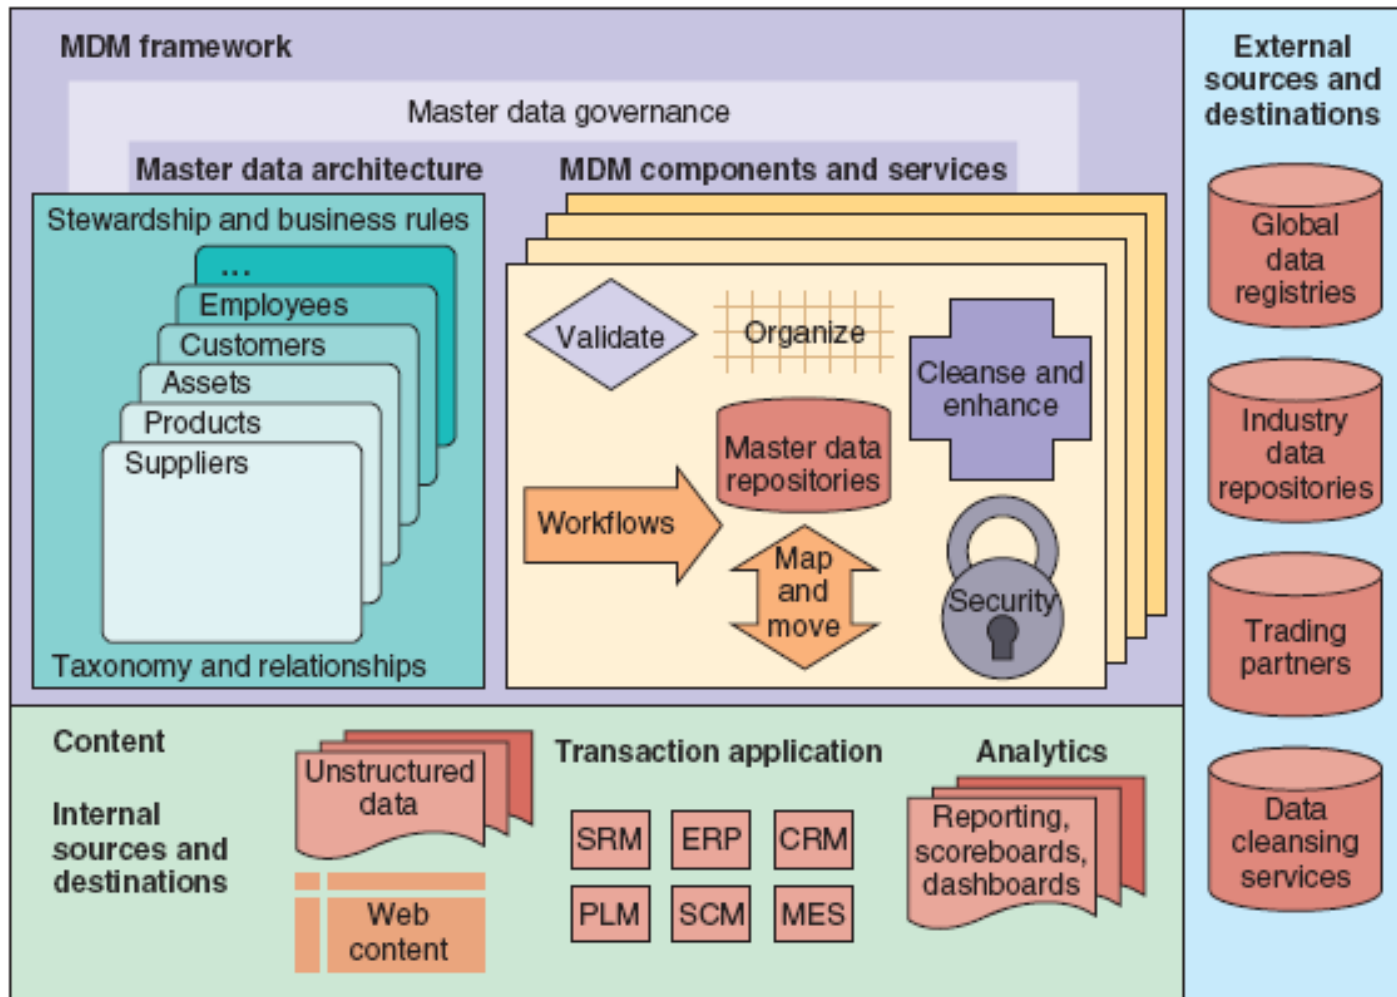 MDM framework
Master data governance
Master data architecture
Stewardship and business rules
...
Employees
Customers
Assets
Products
Suppliers
Taxonomy and relationships
MDM components and services
Validate
Organize
Cleanse and
enhance
Master data
repositories
Workflows
Map
and
move
Security
External
sources and
destinations
Global
data
registries
Industry
data
repositories
Trading
partners
Data
cleansing
services
Content
Internal
sources and
destinations
Unstructured
data
Web
content
Transaction application
SRM ERP CRM
PLM SCM MES
Analytics
Reporting,
scoreboards,
dashboards